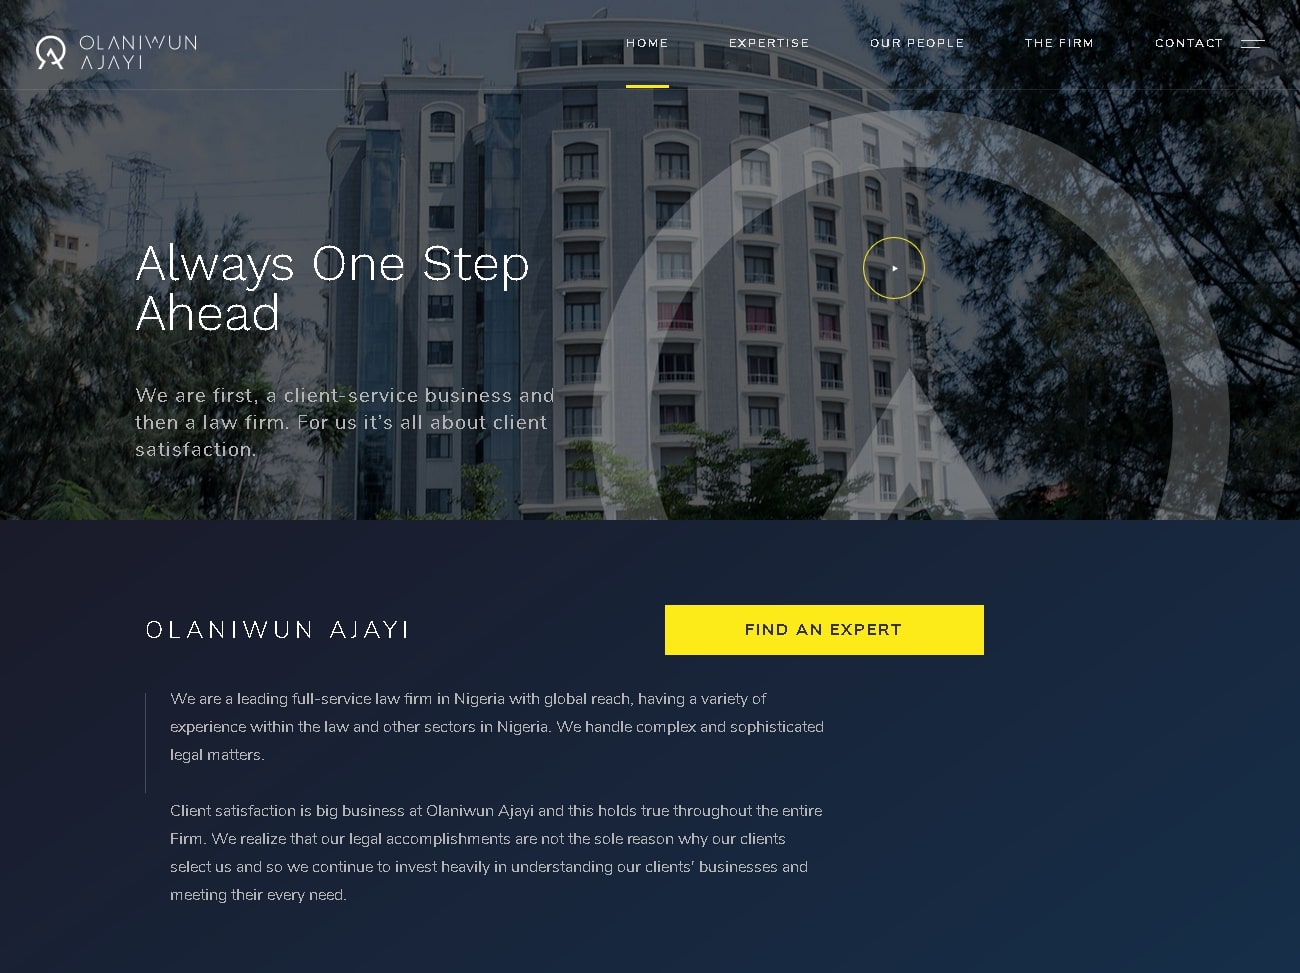 OLANIWUN
AJAYI
HOME
EXPERTISE
OUR PEOPLE
THE FIRM
CONTACT
Always One Step
Ahead
We are first, a client-service business and
then a law firm. For us it's all about client
satisfaction.
OLANIWUN AJAYI
FIND AN EXPERT
We are a leading full-service law firm in Nigeria with global reach, having a variety of
experience within the law and other sectors in Nigeria. We handle complex and sophisticated
legal matters.
Client satisfaction is big business at Olaniwun Ajayi and this holds true throughout the entire
Firm. We realize that our legal accomplishments are not the sole reason why our clients
select us and so we continue to invest heavily in understanding our clients' businesses and
meeting their every need.